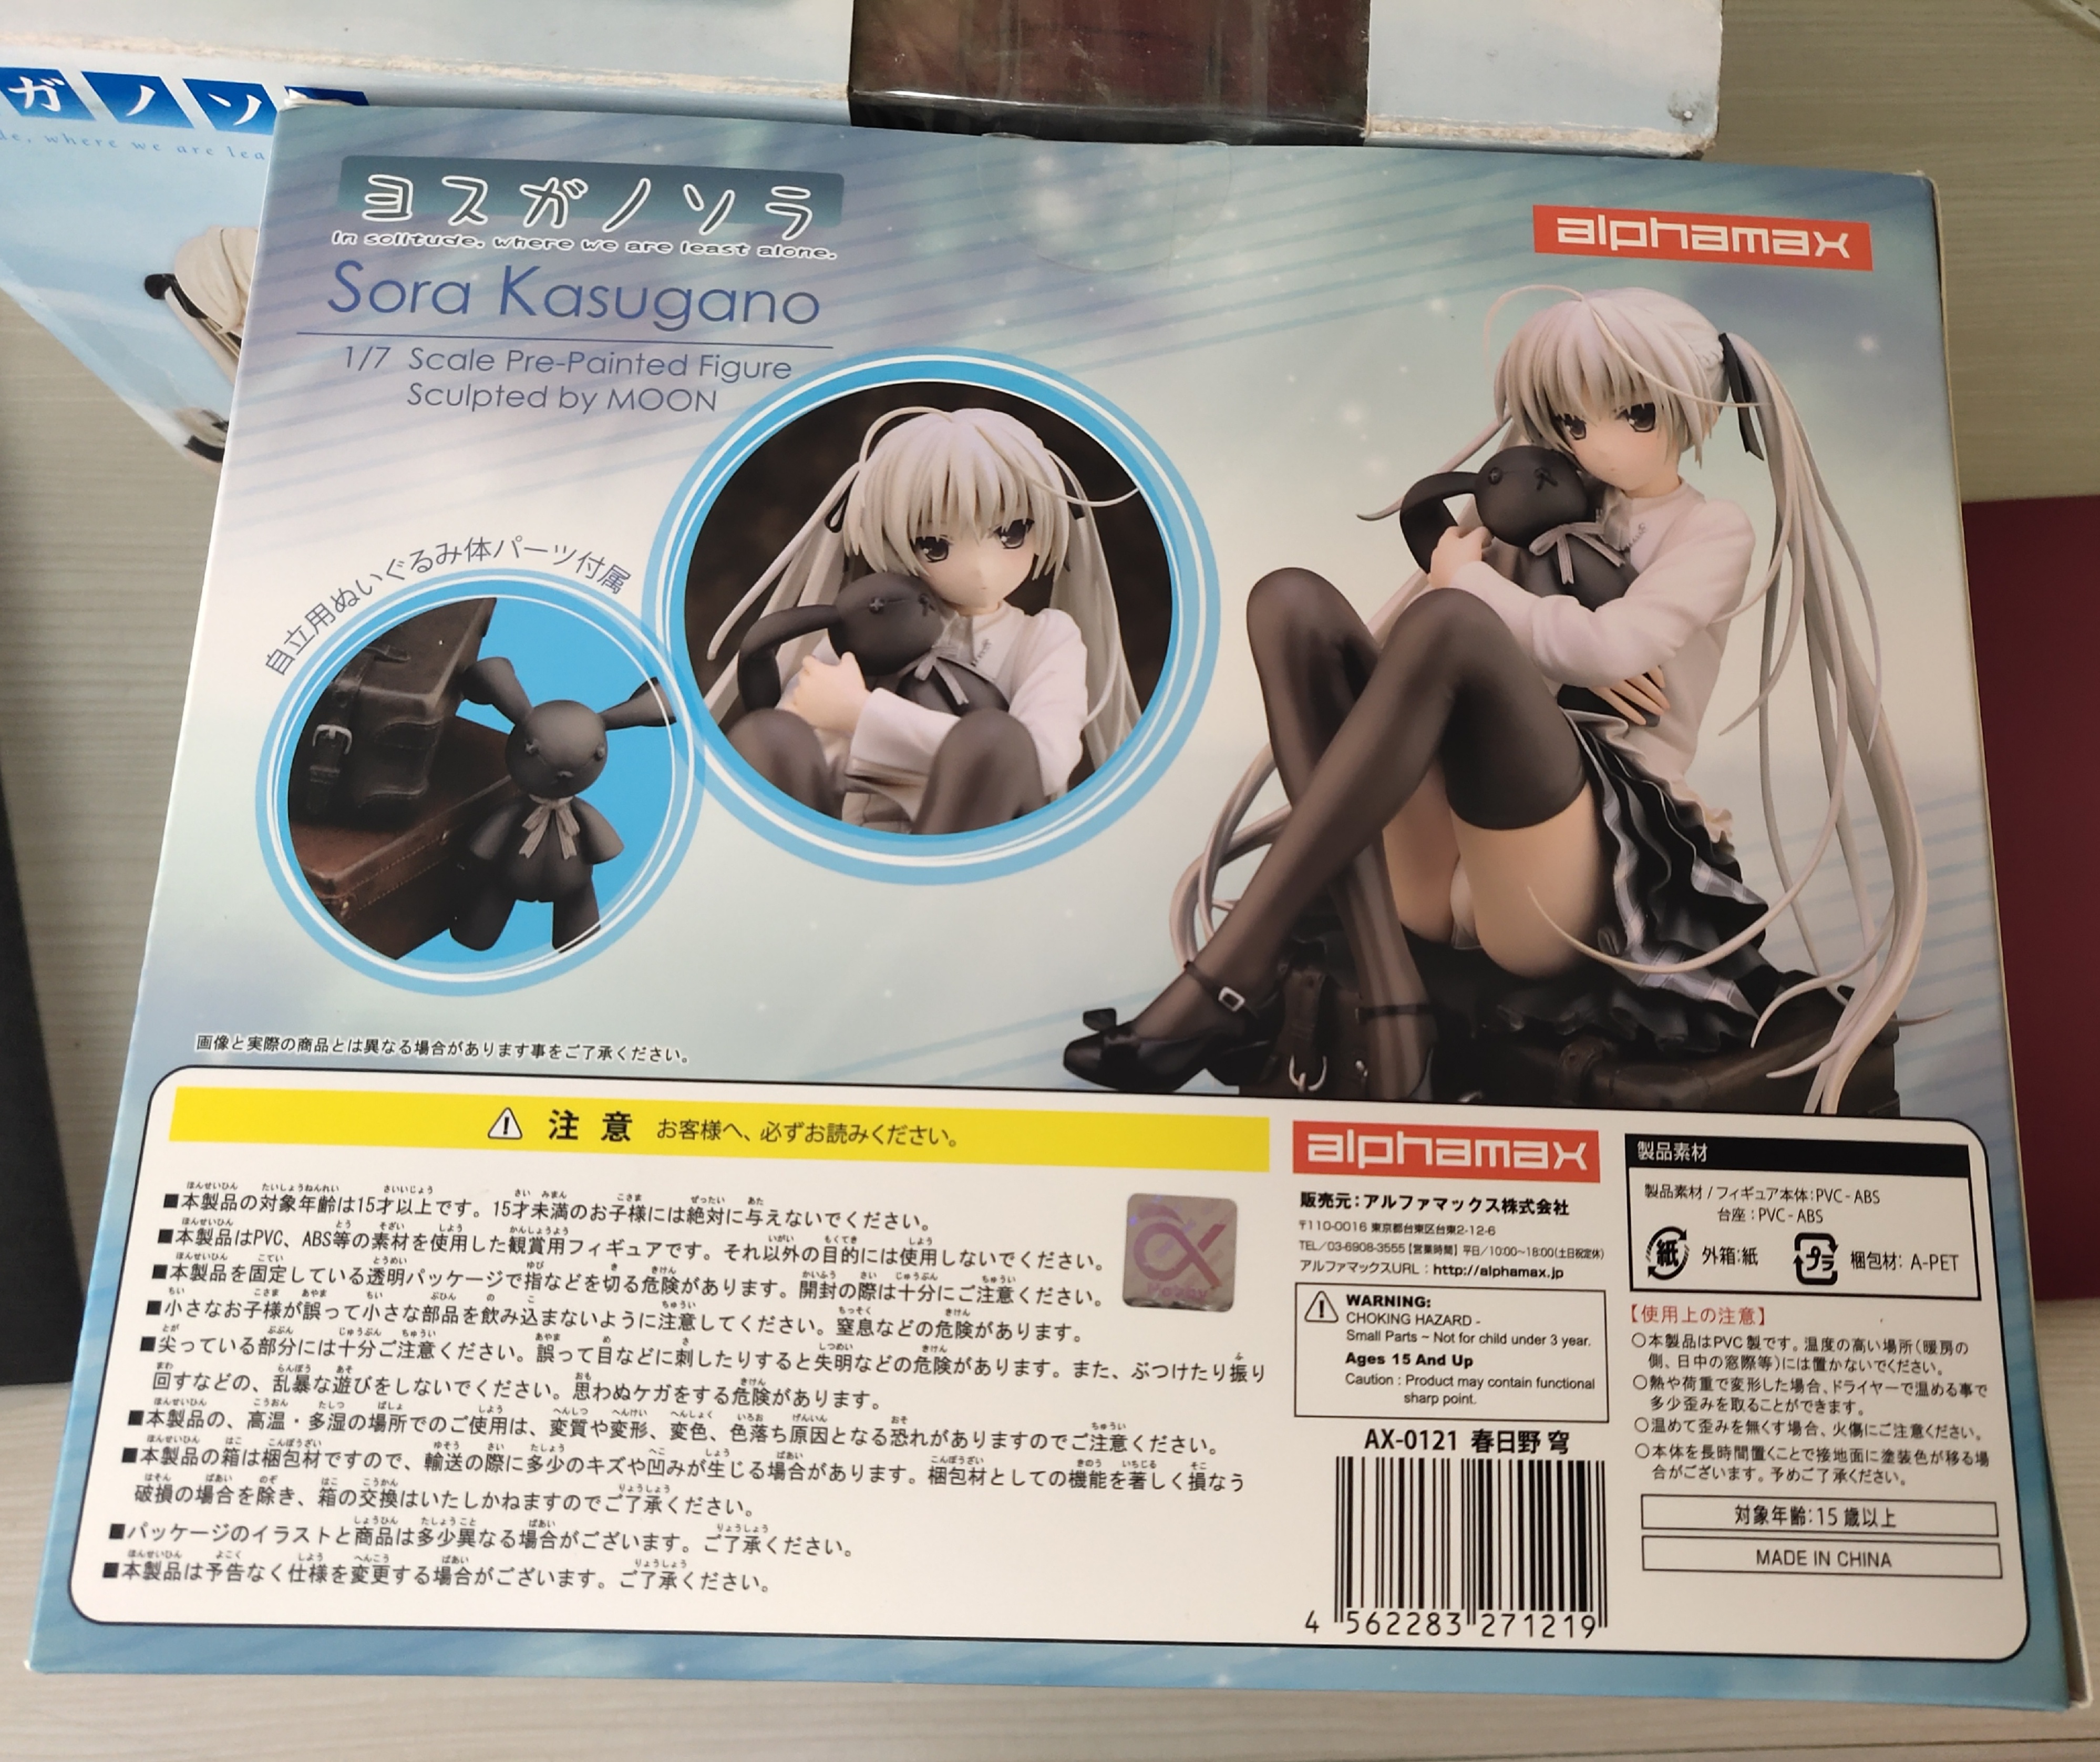 ガノソ
where we are lea
ヨスガノソラ
In solitude, where we are least alone.
Sora Kasugano
1/7 Scale Pre-Painted Figure
Sculpted by MOON
alphamax
自立用ぬいぐるみ体パーツ付属
画像と実際の商品とは異なる場合があります事をご了承ください。
注意 お客様へ、必ずお読みください。
■本製品の対象年齢は15才以上です。15才未満のお子様には絶対に与えないでください。
■本製品はPVC、ABS等の素材を使用した観賞用フィギュアです。それ以外の目的には使用しないでください。
■本製品を固定している透明パッケージで指などを切る危険があります。開封の際は十分にご注意ください。
■小さなお子様が誤って小さな部品を飲み込まないように注意してください。窒息などの危険があります。
■尖っている部分には十分ご注意ください。誤って目などに刺したりすると失明などの危険があります。また、ぶつけたり振り
回すなどの、乱暴な遊びをしないでください。思わぬケガをする危険があります。
■本製品の、高温・多湿の場所でのご使用は、変質や変形、変色、色落ち原因となる恐れがありますのでご注意ください。
■本製品の箱は梱包材ですので、輸送の際に多少のキズや凹みが生じる場合があります。梱包材としての機能を著しく損なう
破損の場合を除き、箱の交換はいたしかねますのでご了承ください。
■パッケージのイラストと商品は多少異なる場合がございます。ご了承ください。
■本製品は予告なく仕様を変更する場合がございます。ご了承ください。
Hobby
alphamax
販売元:アルファマックス株式会社
〒110-0016 東京都台東区台東2-12-6
TEL/03-6908-3555【営業時間】平日/10:00~18:00(土日祝定休)
アルファマックスURL:http://alphamax.jp
WARNING:
CHOKING HAZARD -
Small Parts ~ Not for child under 3 year.
Ages 15 And Up
Caution : Product may contain functional
sharp point.
AX-0121 春日野 穹
4 562283 271219
製品素材
製品素材/フィギュア本体:PVC-ABS
台座:PVC-ABS
紙 外箱:紙 プラ 梱包材: A-PET
【使用上の注意】
○本製品はPVC製です。温度の高い場所(暖房の
側、日中の窓際等)には置かないでください。
○熱や荷重で変形した場合、ドライヤーで温める事で
多少歪みを取ることができます。
○温めて歪みを無くす場合、火傷にご注意ください。
○本体を長時間置くことで接地面に塗装色が移る場
合がございます。予めご了承ください。
対象年齢:15歳以上
MADE IN CHINA